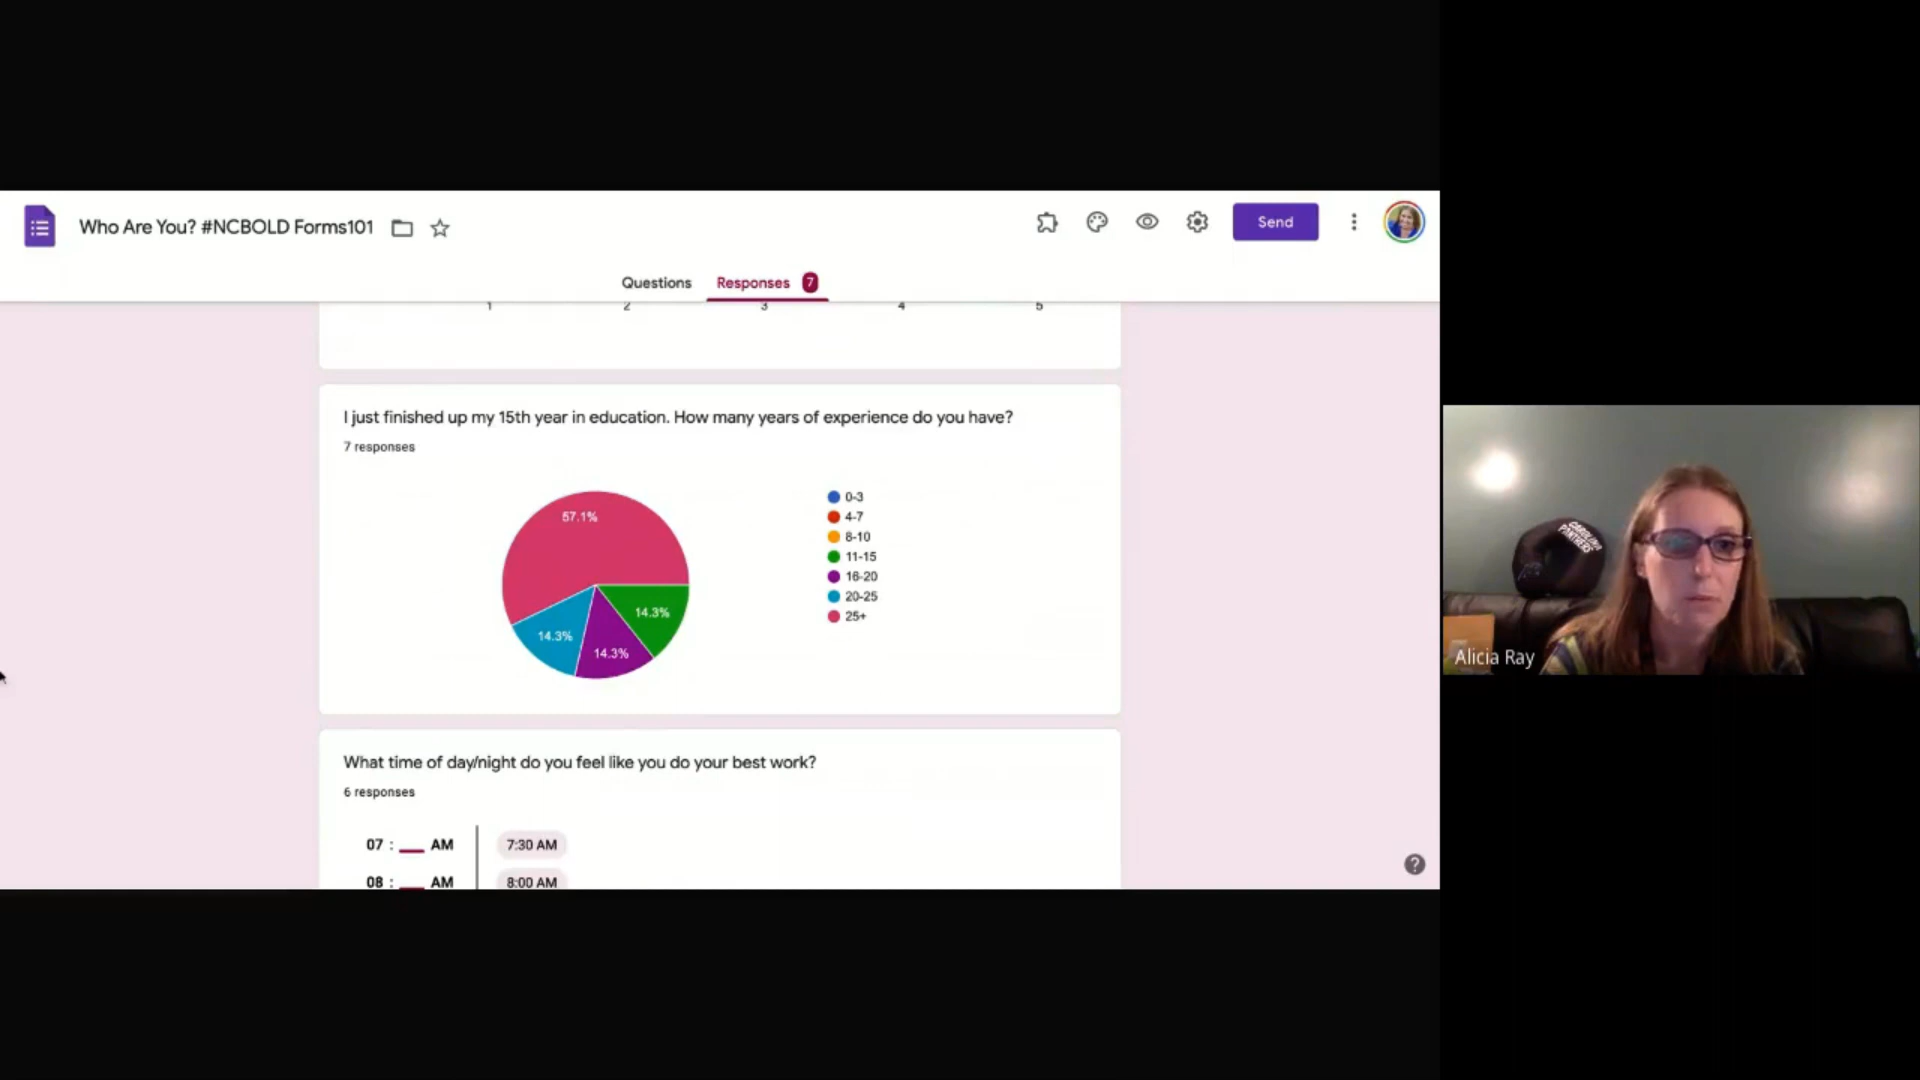 Who Are You? #NCBOLD Forms101
Send
Questions
Responses 7
1 2 3 4 5
I just finished up my 15th year in education. How many years of experience do you have?
7 responses
57.1%
14.3%
14.3%
14.3%
0-3
4-7
8-10
11-15
16-20
20-25
25+
What time of day/night do you feel like you do your best work?
6 responses
07 : __ AM 7:30 AM
08 : __ AM 8:00 AM
CAROLINA
PANTHERS
Alicia Ray